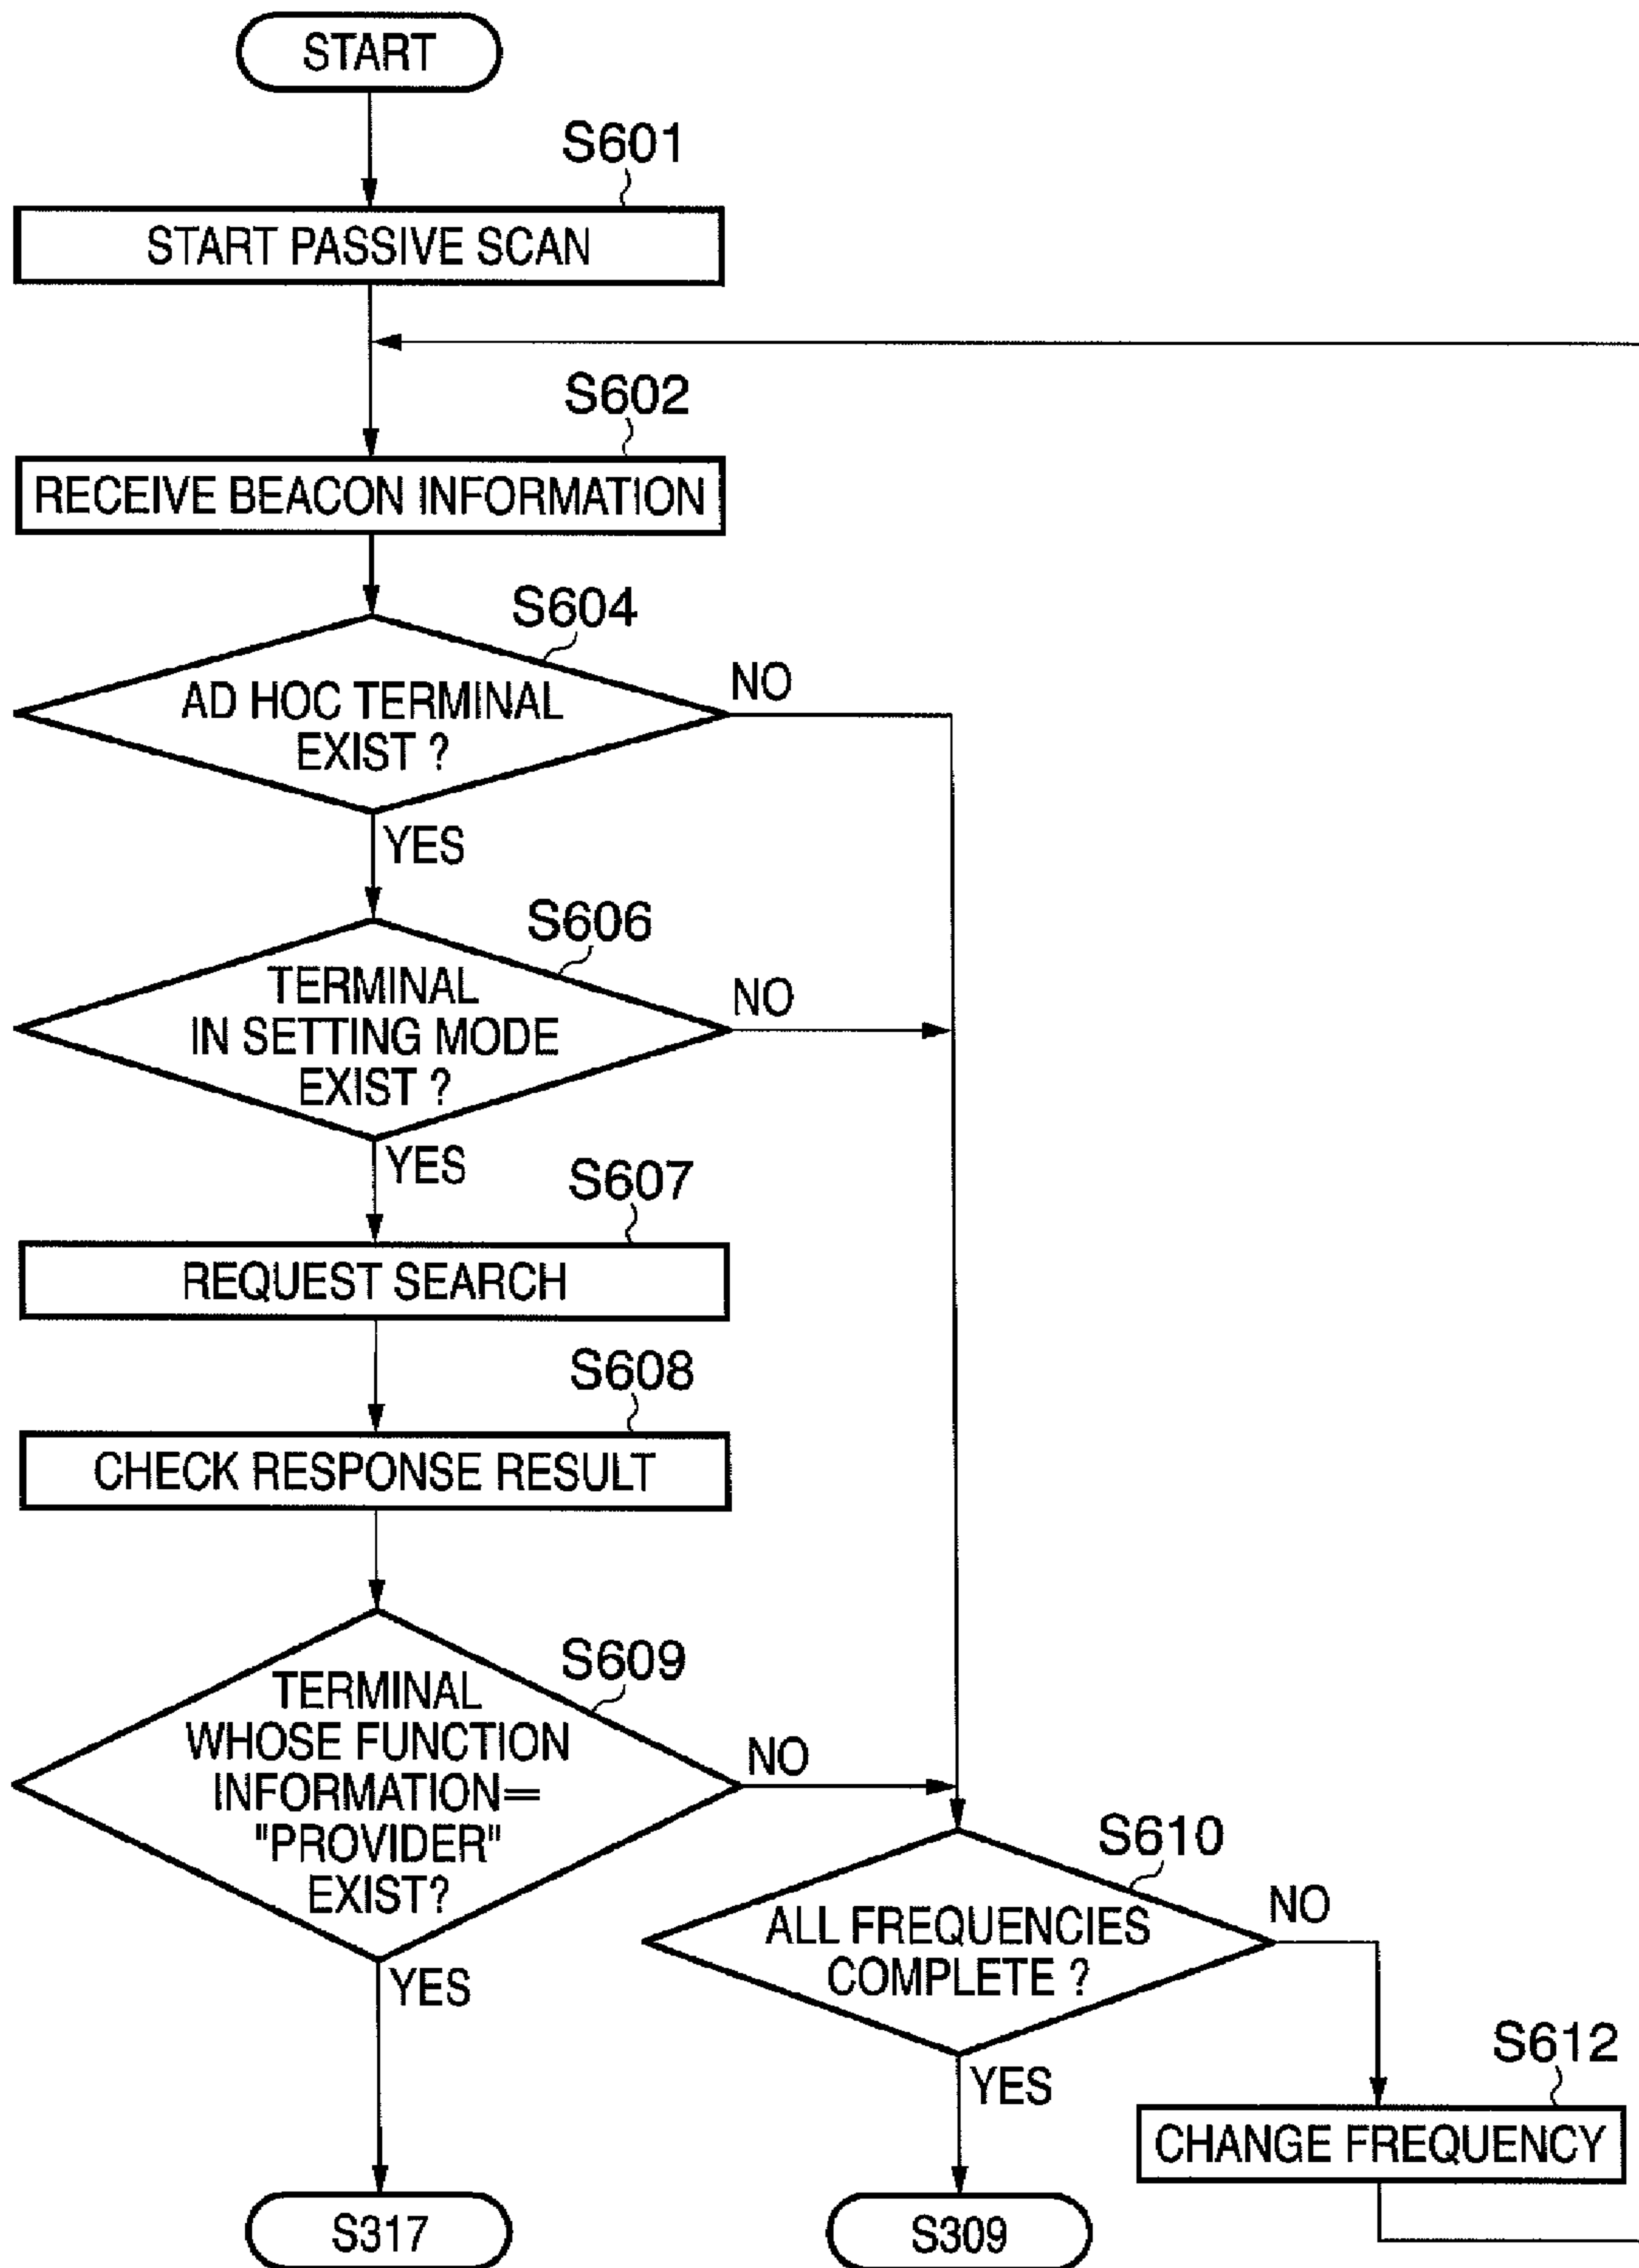 START
S601
START PASSIVE SCAN
S602
RECEIVE BEACON INFORMATION
S604
AD HOC TERMINAL
EXIST ?
NO
YES
S606
TERMINAL
IN SETTING MODE
EXIST ?
NO
YES
S607
REQUEST SEARCH
S608
CHECK RESPONSE RESULT
S609
TERMINAL
WHOSE FUNCTION
INFORMATION=
"PROVIDER"
EXIST?
NO
YES
S610
ALL FREQUENCIES
COMPLETE ?
NO
YES
S612
CHANGE FREQUENCY
S317
S309